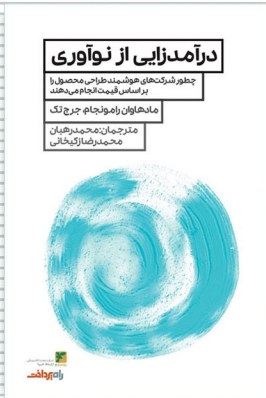 درآمدزایی از نوآوری
چطور شرکت‌های هوشمند طراحی محصول را
بر اساس قیمت انجام می‌دهند
مادهاوان رامونجام، جرج تک
مترجمان: محمد رهبان
محمدرضا زکیخانی
راه پرداخت